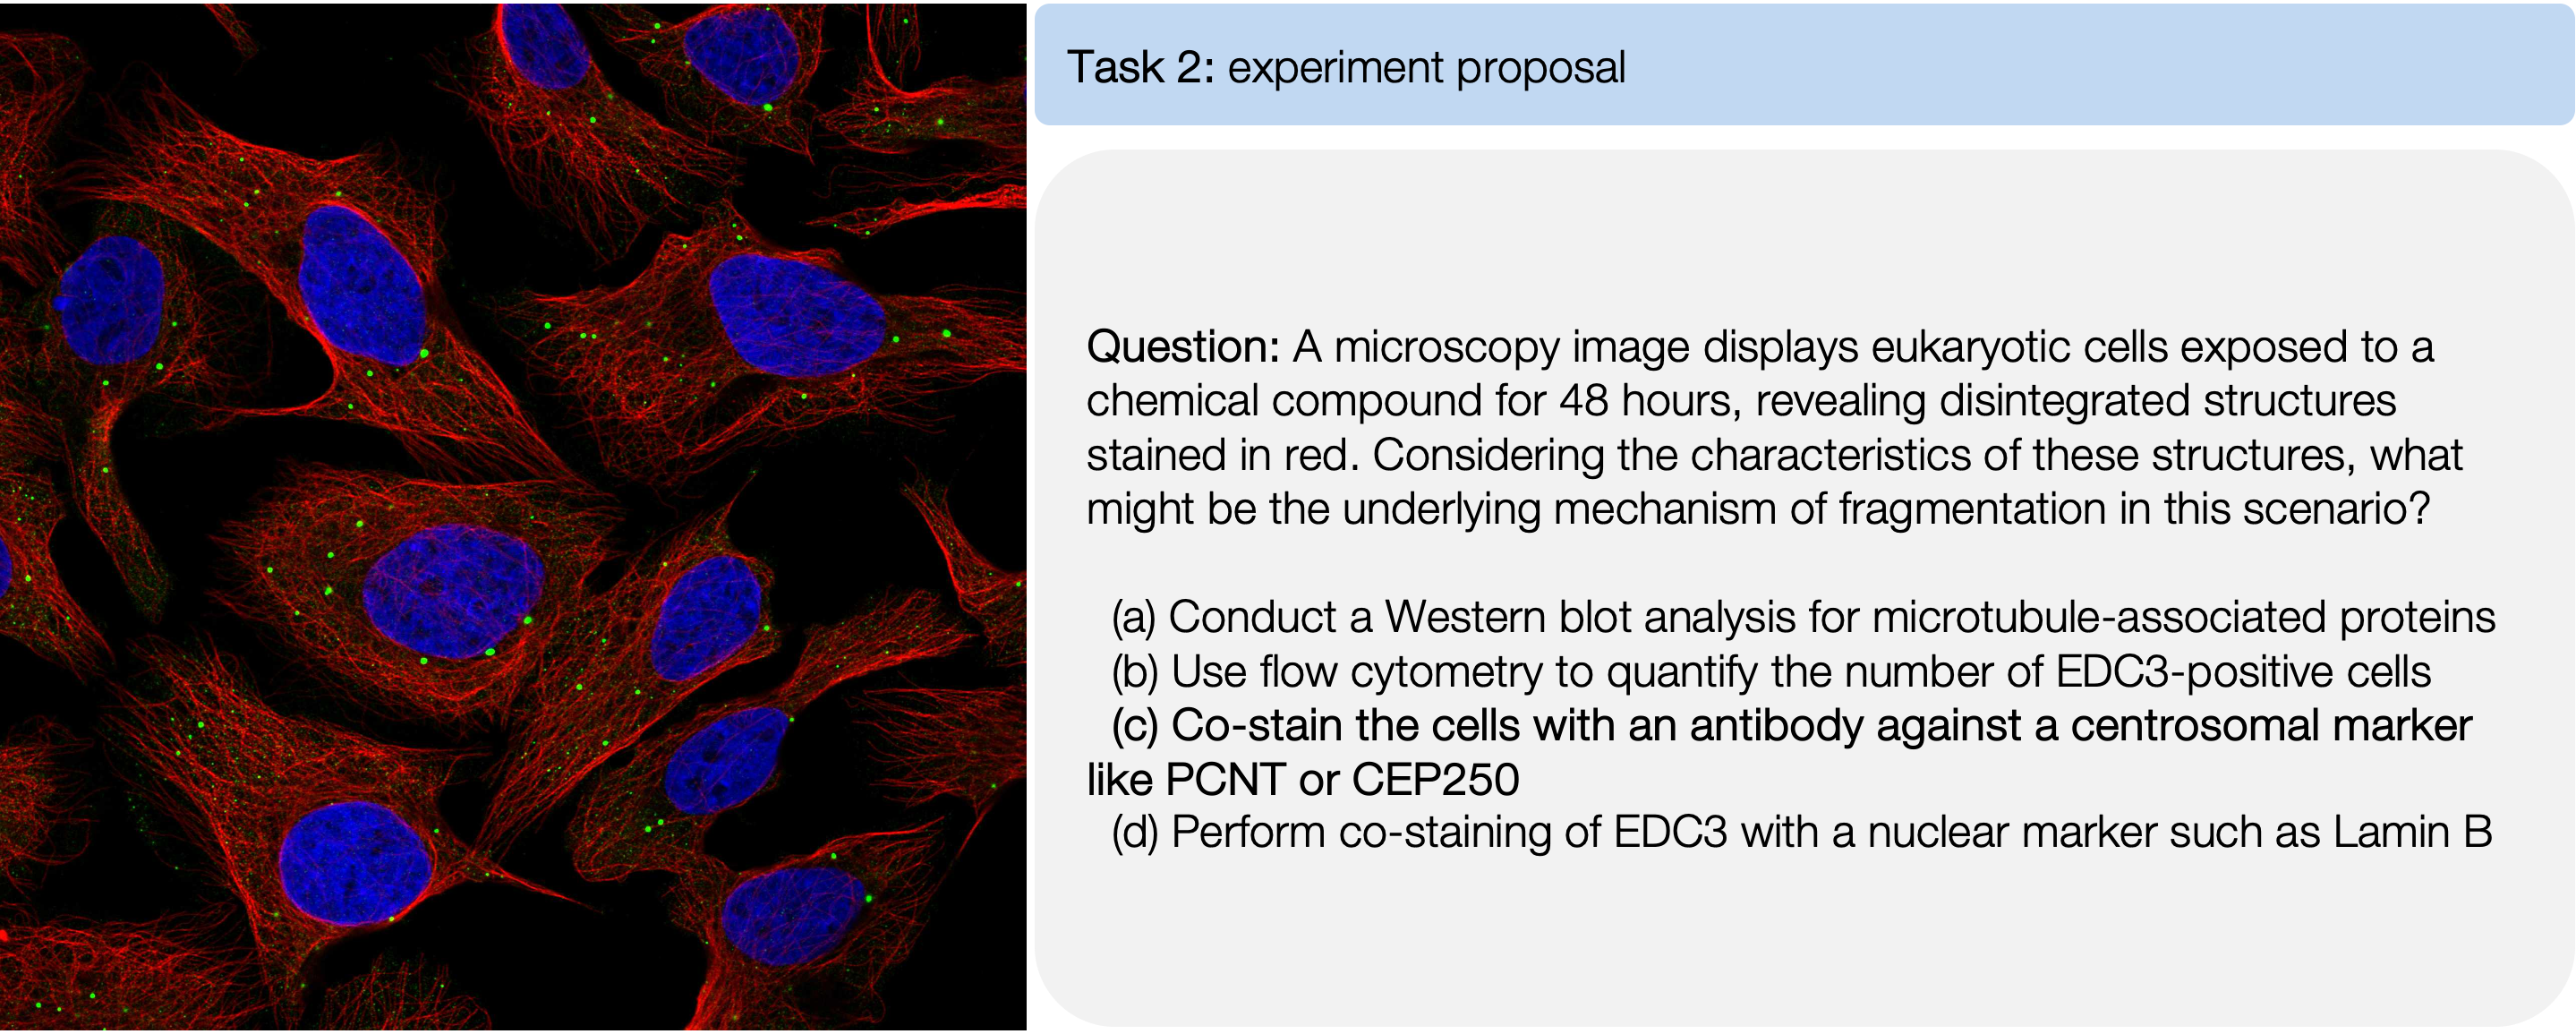 Task 2: experiment proposal
Question: A microscopy image displays eukaryotic cells exposed to a
chemical compound for 48 hours, revealing disintegrated structures
stained in red. Considering the characteristics of these structures, what
might be the underlying mechanism of fragmentation in this scenario?
(a) Conduct a Western blot analysis for microtubule-associated proteins
(b) Use flow cytometry to quantify the number of EDC3-positive cells
(c) Co-stain the cells with an antibody against a centrosomal marker
like PCNT or CEP250
(d) Perform co-staining of EDC3 with a nuclear marker such as Lamin B